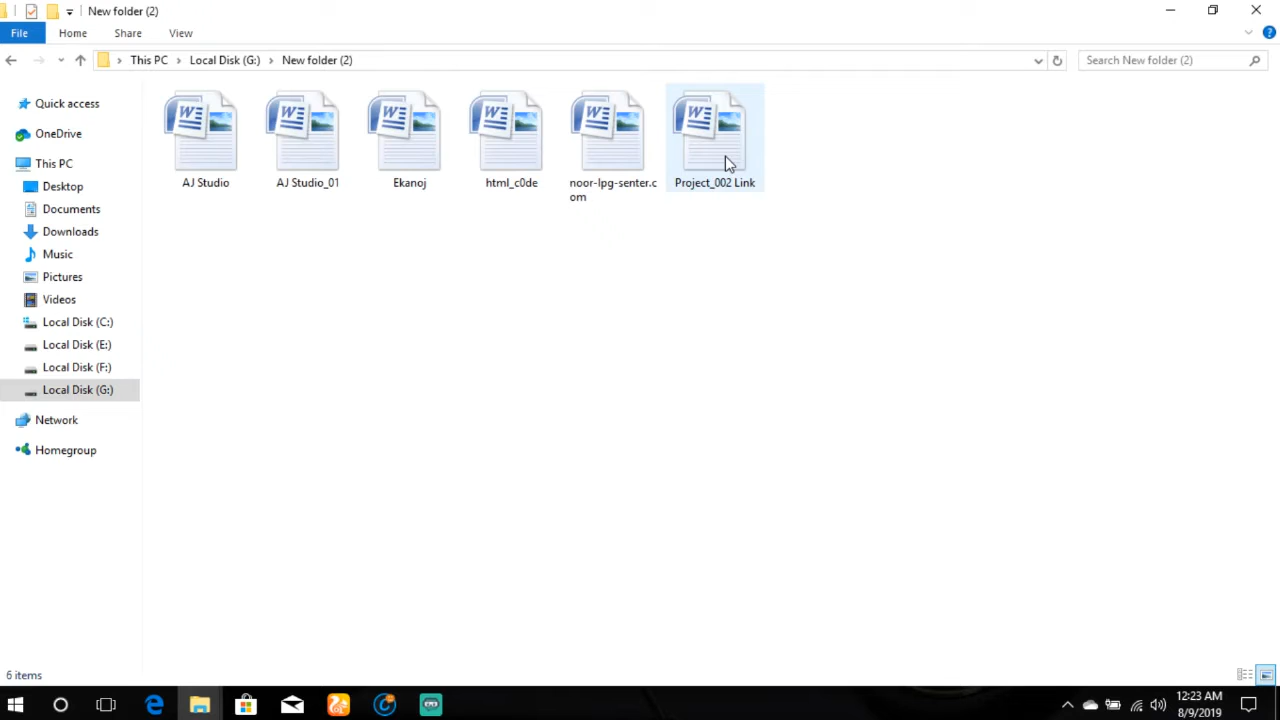 New folder (2)
File Home Share View
This PC Local Disk (G:) New folder (2)
Search New folder (2)
Quick access
OneDrive
This PC
Desktop
Documents
Downloads
Music
Pictures
Videos
Local Disk (C:)
Local Disk (E:)
Local Disk (F:)
Local Disk (G:)
Network
Homegroup
AJ Studio
AJ Studio_01
Ekanoj
html_c0de
noor-lpg-senter.c
om
Project_002 Link
6 items
12:23 AM
8/9/2019